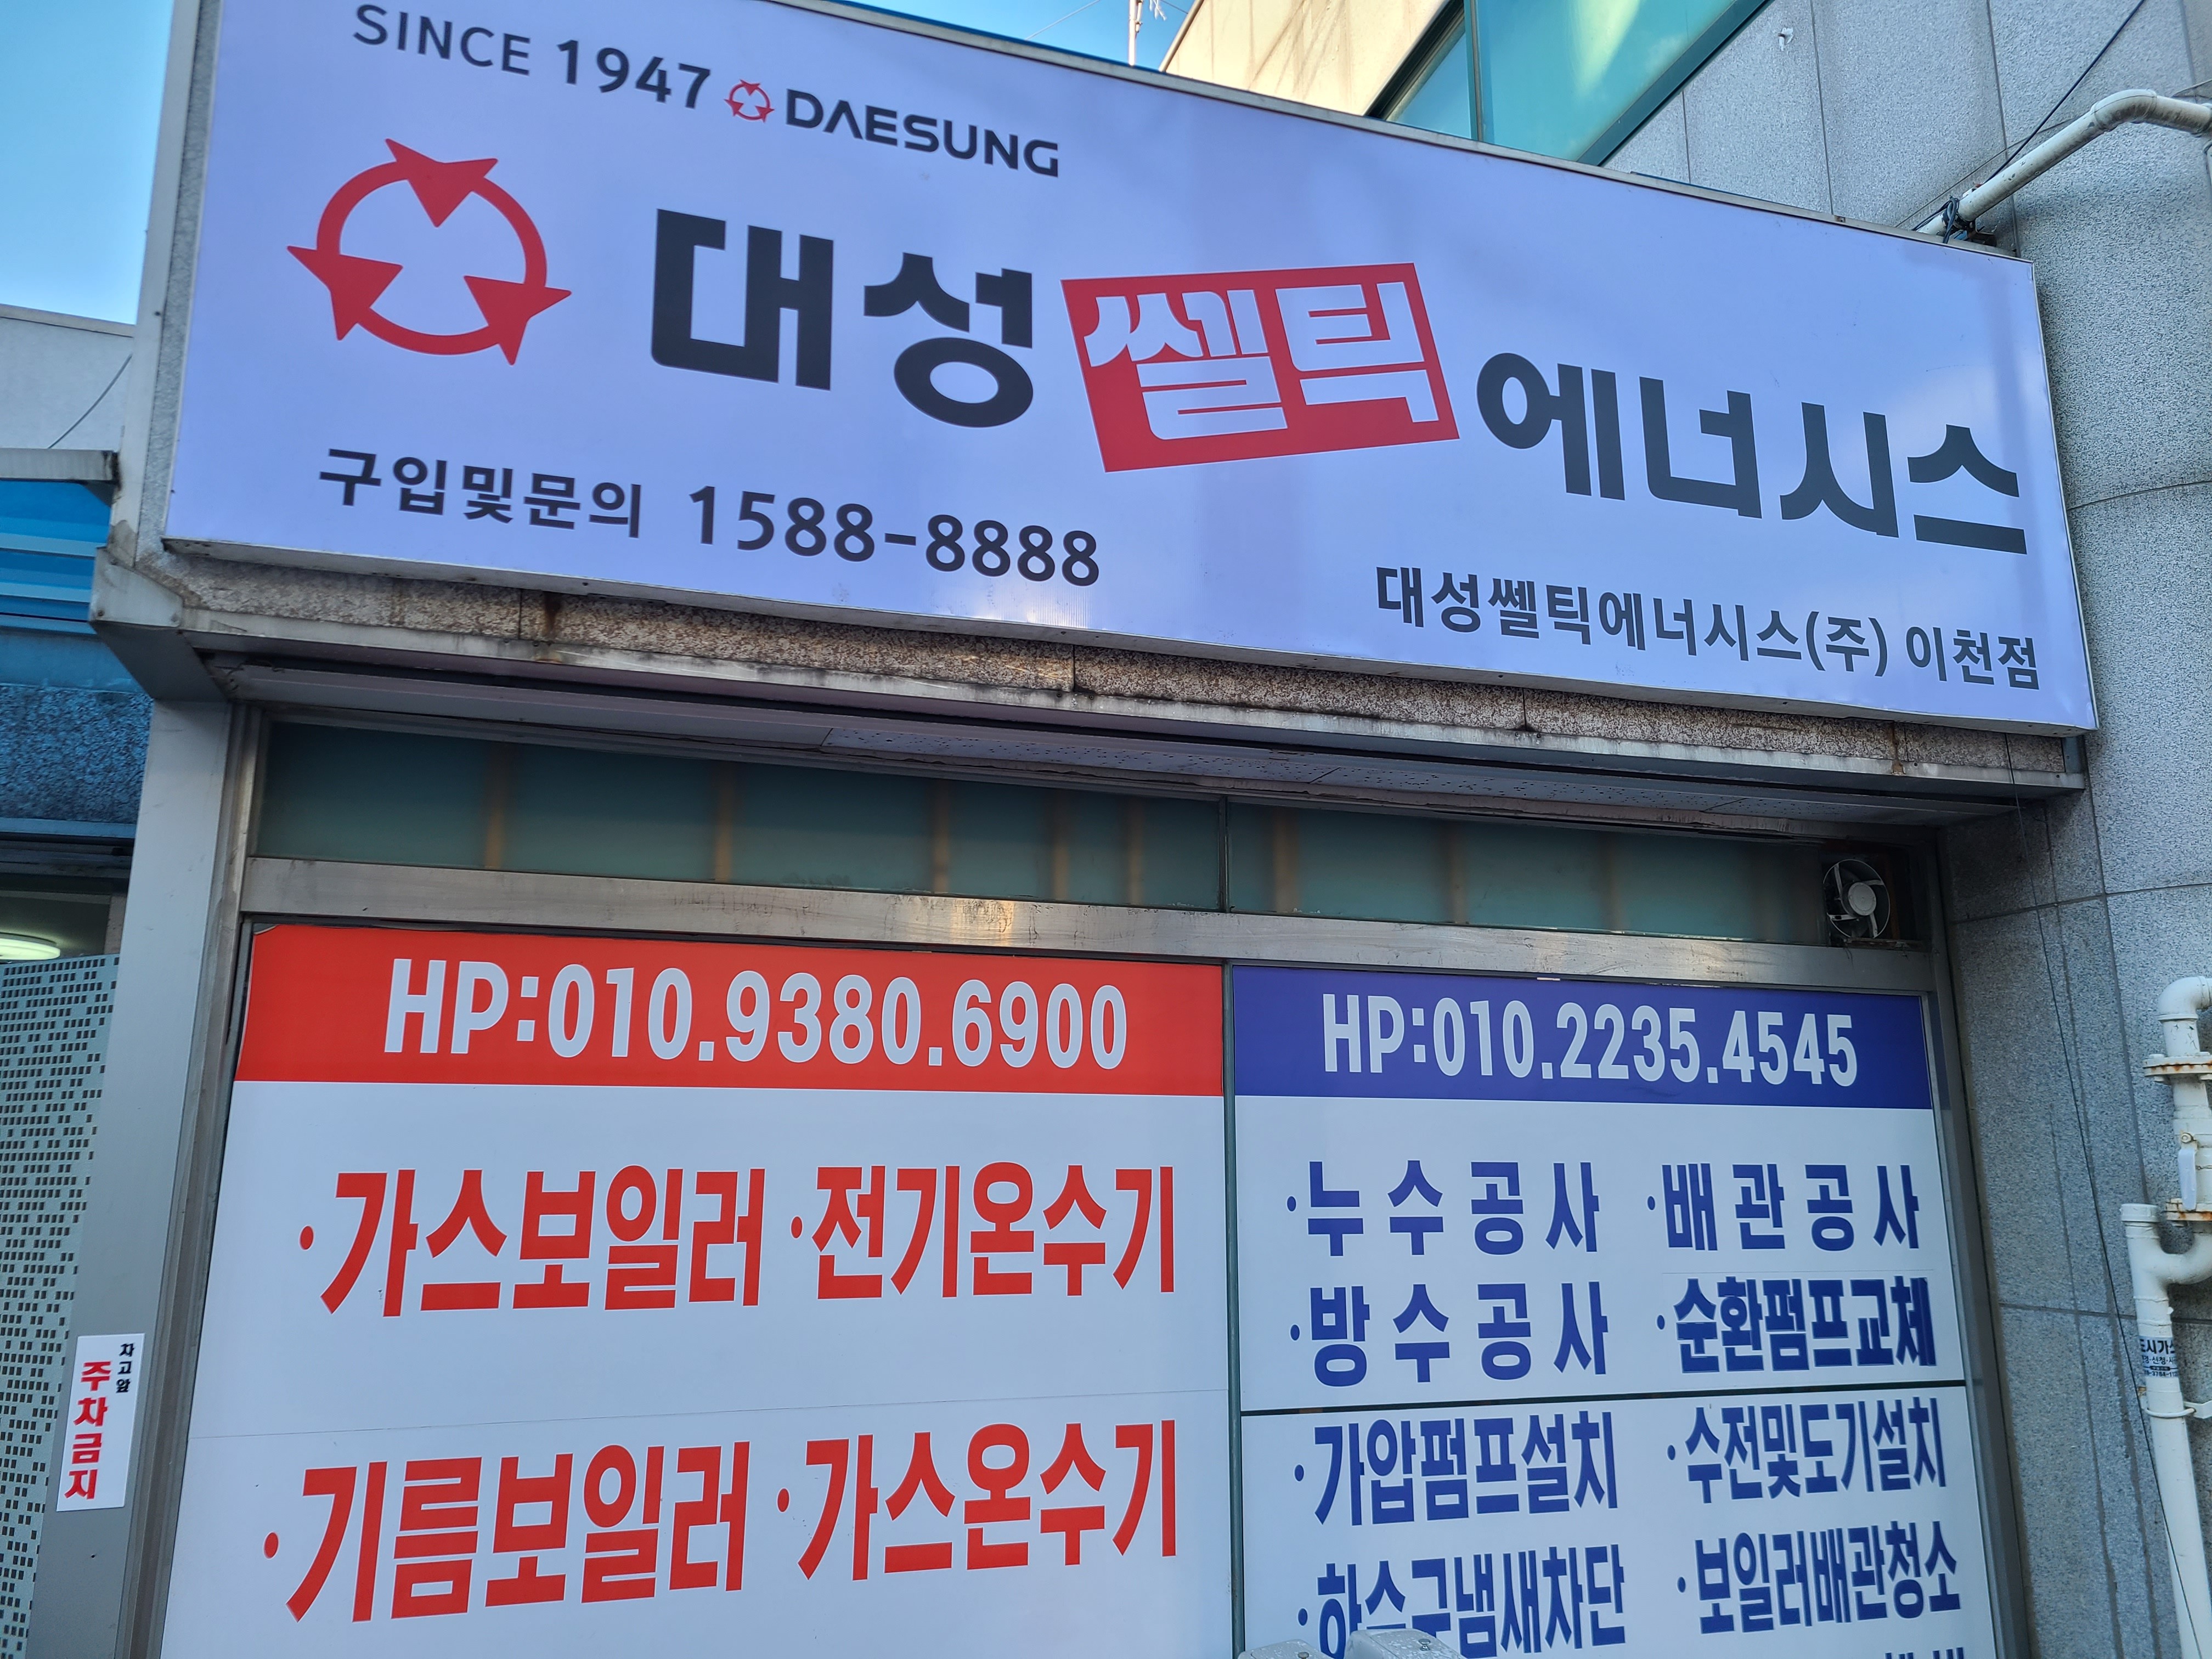 SINCE 1947 DAESUNG
대성쎌틱에너시스
구입및문의 1588-8888
대성쎌틱에너시스(주) 이천점
HP:010.9380.6900
·가스보일러 ·전기온수기
·기름보일러 ·가스온수기
HP:010.2235.4545
·누수공사 ·배관공사
·방수공사 ·순환펌프교체
·가압펌프설치 ·수전및도기설치
·하수구냄새차단 ·보일러배관청소
차고앞
주차금지